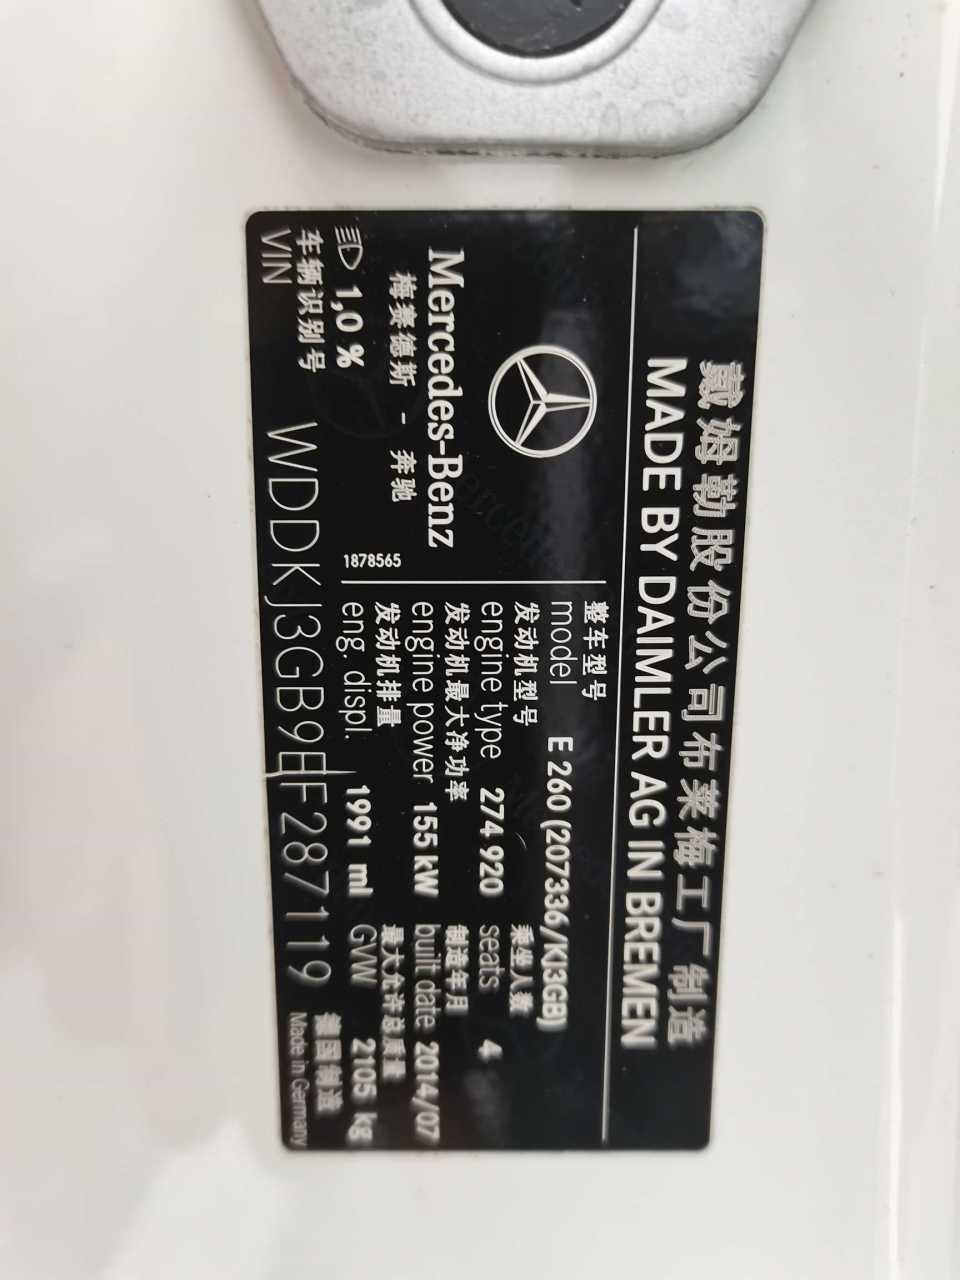 戴姆勒股份公司布莱梅工厂制造
MADE BY DAIMLER AG IN BREMEN
Mercedes-Benz
梅赛德斯 - 奔驰
1,0 %
1878565
整车型号
model E 260 (207336/KJ3GB)
发动机型号 乘坐人数
engine type 274 920 seats 4
发动机最大净功率 制造年月
engine power 155 kW built date 2014/07
发动机排量 最大允许总质量
eng. displ. 1991 ml GVW 2105 kg
车辆识别号
VIN WDDKJ3GB9EF287119
德国制造
Made in Germany